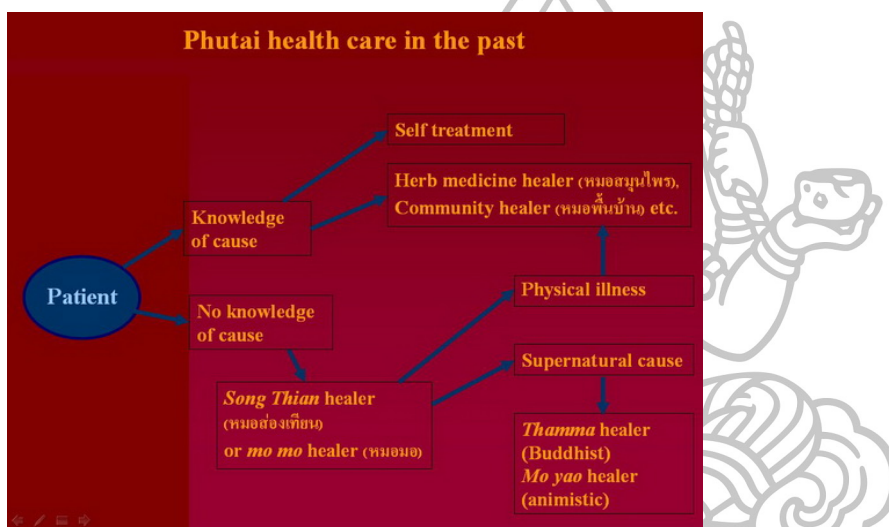 Phutai health care in the past
Self treatment
Herb medicine healer (หมอสมุนไพร),
Community healer (หมอพื้นบ้าน) etc.
Knowledge
of cause
Patient
Physical illness
No knowledge
of cause
Supernatural cause
Song Thian healer
(หมอส่องเทียน)
or mo mo healer (หมอมอ)
Thamma healer
(Buddhist)
Mo yao healer
(animistic)